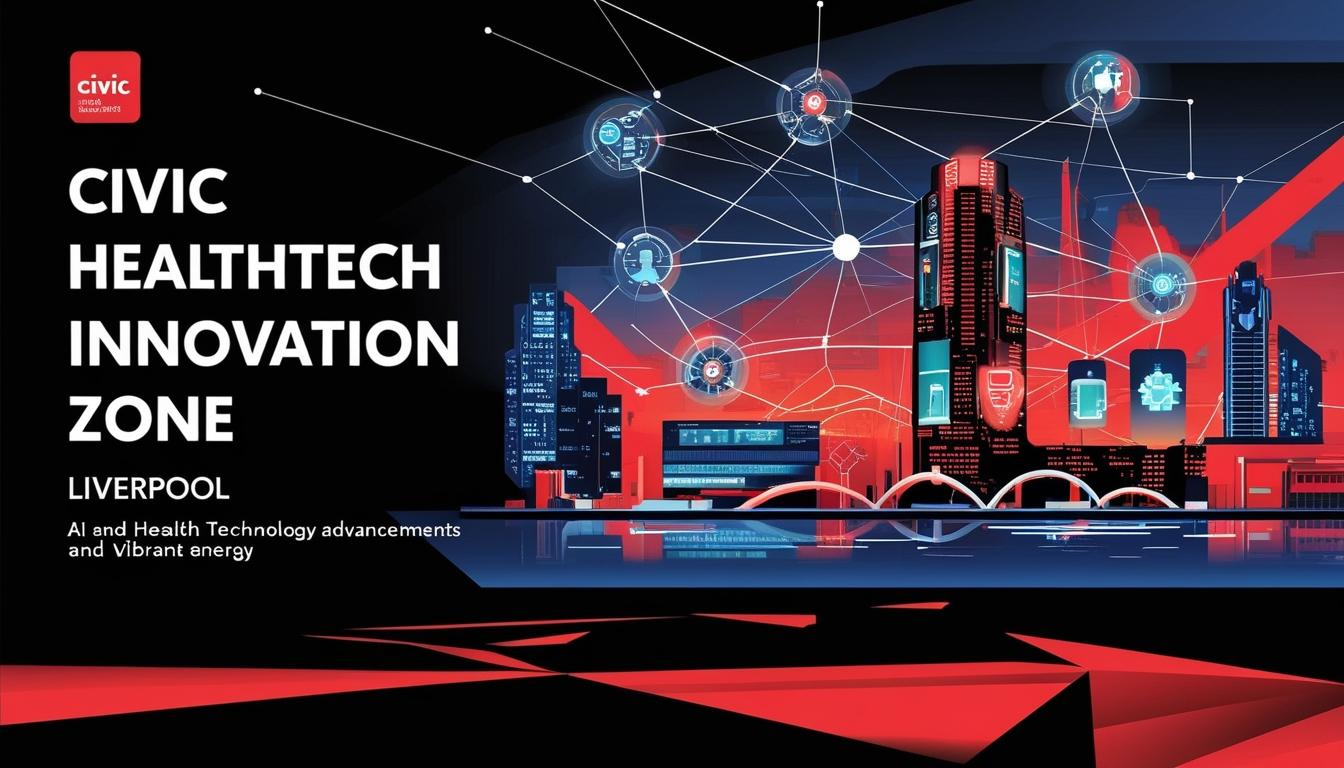 civic
CIVIC
HEALTHTECH
INNOVATION
ZONE
LIVERPOOL
AI and Health Technology advancements
and Vibrant energy